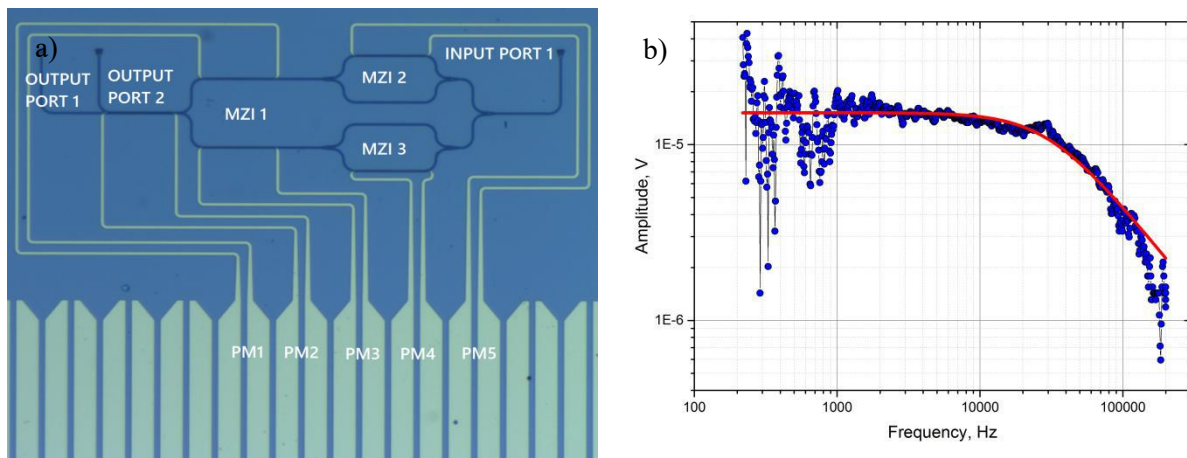 a)
INPUT PORT 1
OUTPUT
PORT 1
OUTPUT
PORT 2
MZI 1
MZI 2
MZI 3
PM1
PM2
PM3
PM4
PM5
b)
Amplitude, V
1E-5
1E-6
100
1000
10000
100000
Frequency, Hz